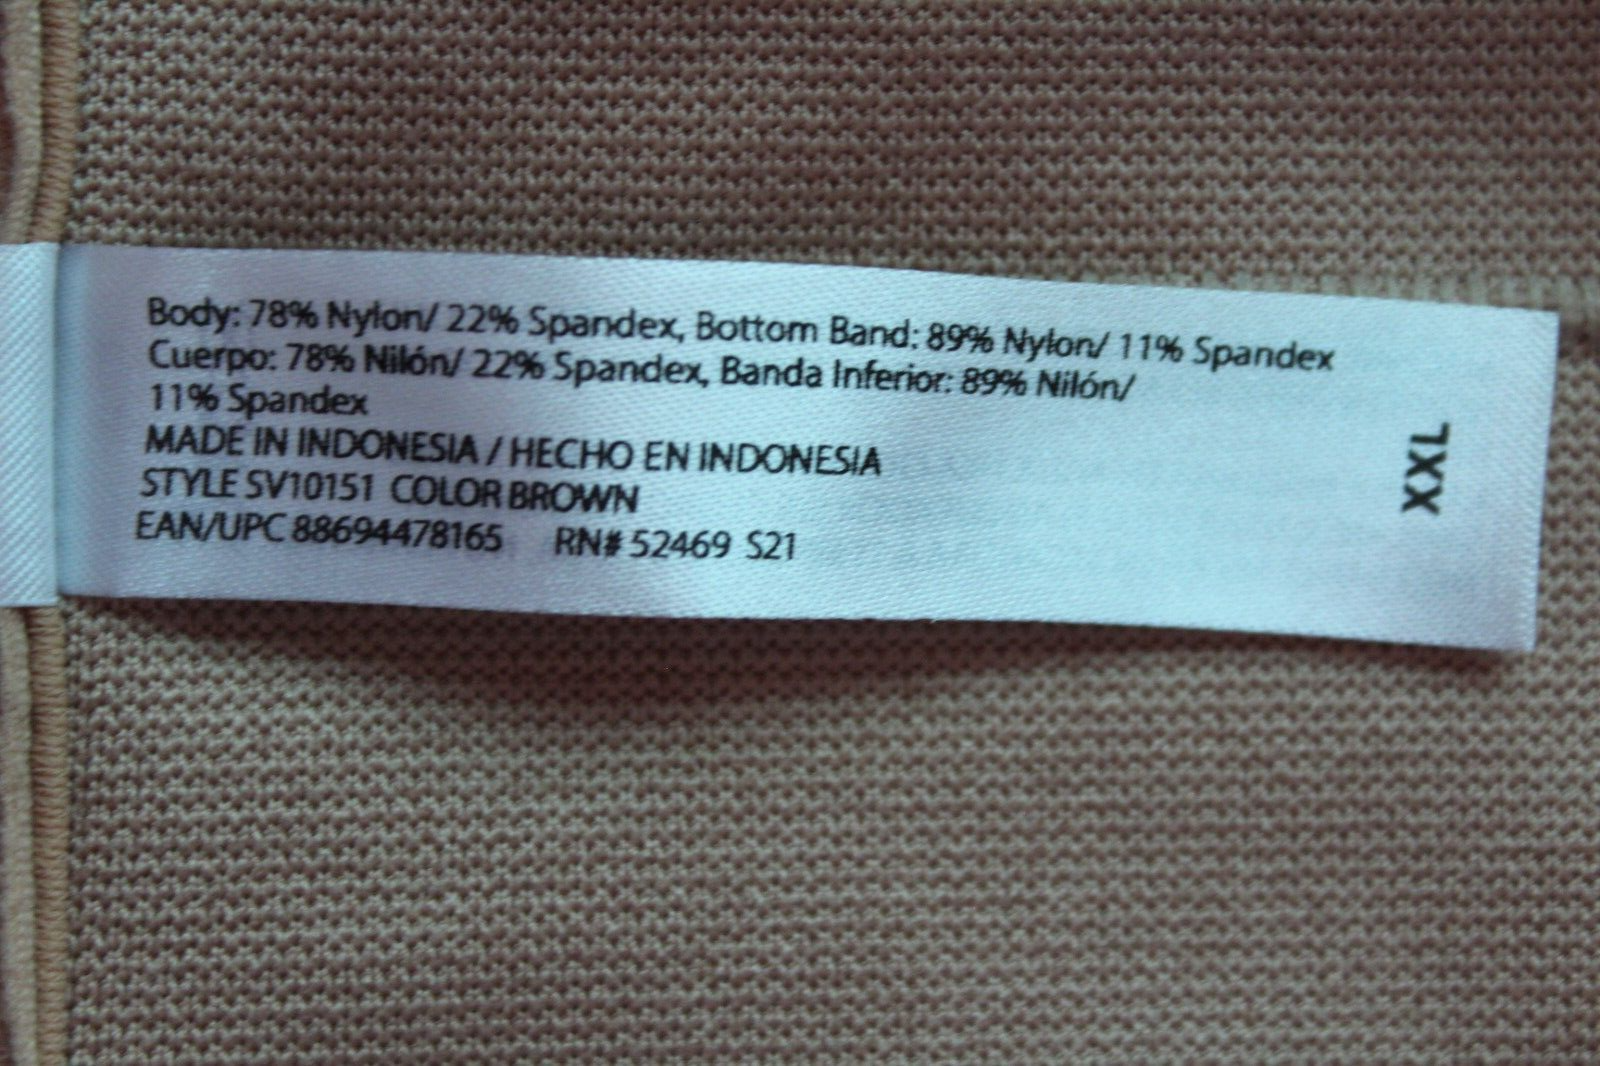 Body: 78% Nylon/ 22% Spandex, Bottom Band: 89% Nylon/ 11% Spandex
Cuerpo: 78% Nilón/ 22% Spandex, Banda Inferior: 89% Nilón/
11% Spandex
MADE IN INDONESIA / HECHO EN INDONESIA
STYLE SV10151 COLOR BROWN
EAN/UPC 88694478165 RN# 52469 S21
XXL